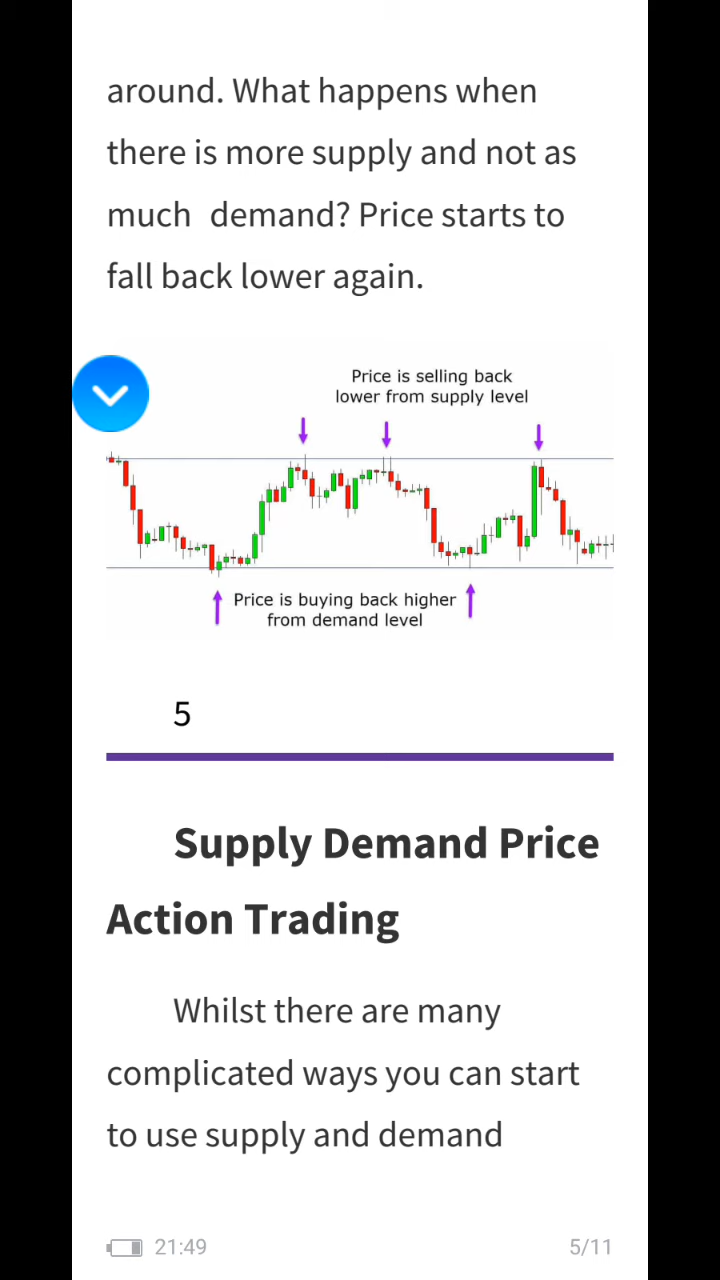 around. What happens when
there is more supply and not as
much demand? Price starts to
fall back lower again.
Price is selling back
lower from supply level
Price is buying back higher
from demand level
5
Supply Demand Price
Action Trading
Whilst there are many
complicated ways you can start
to use supply and demand
21:49
5/11